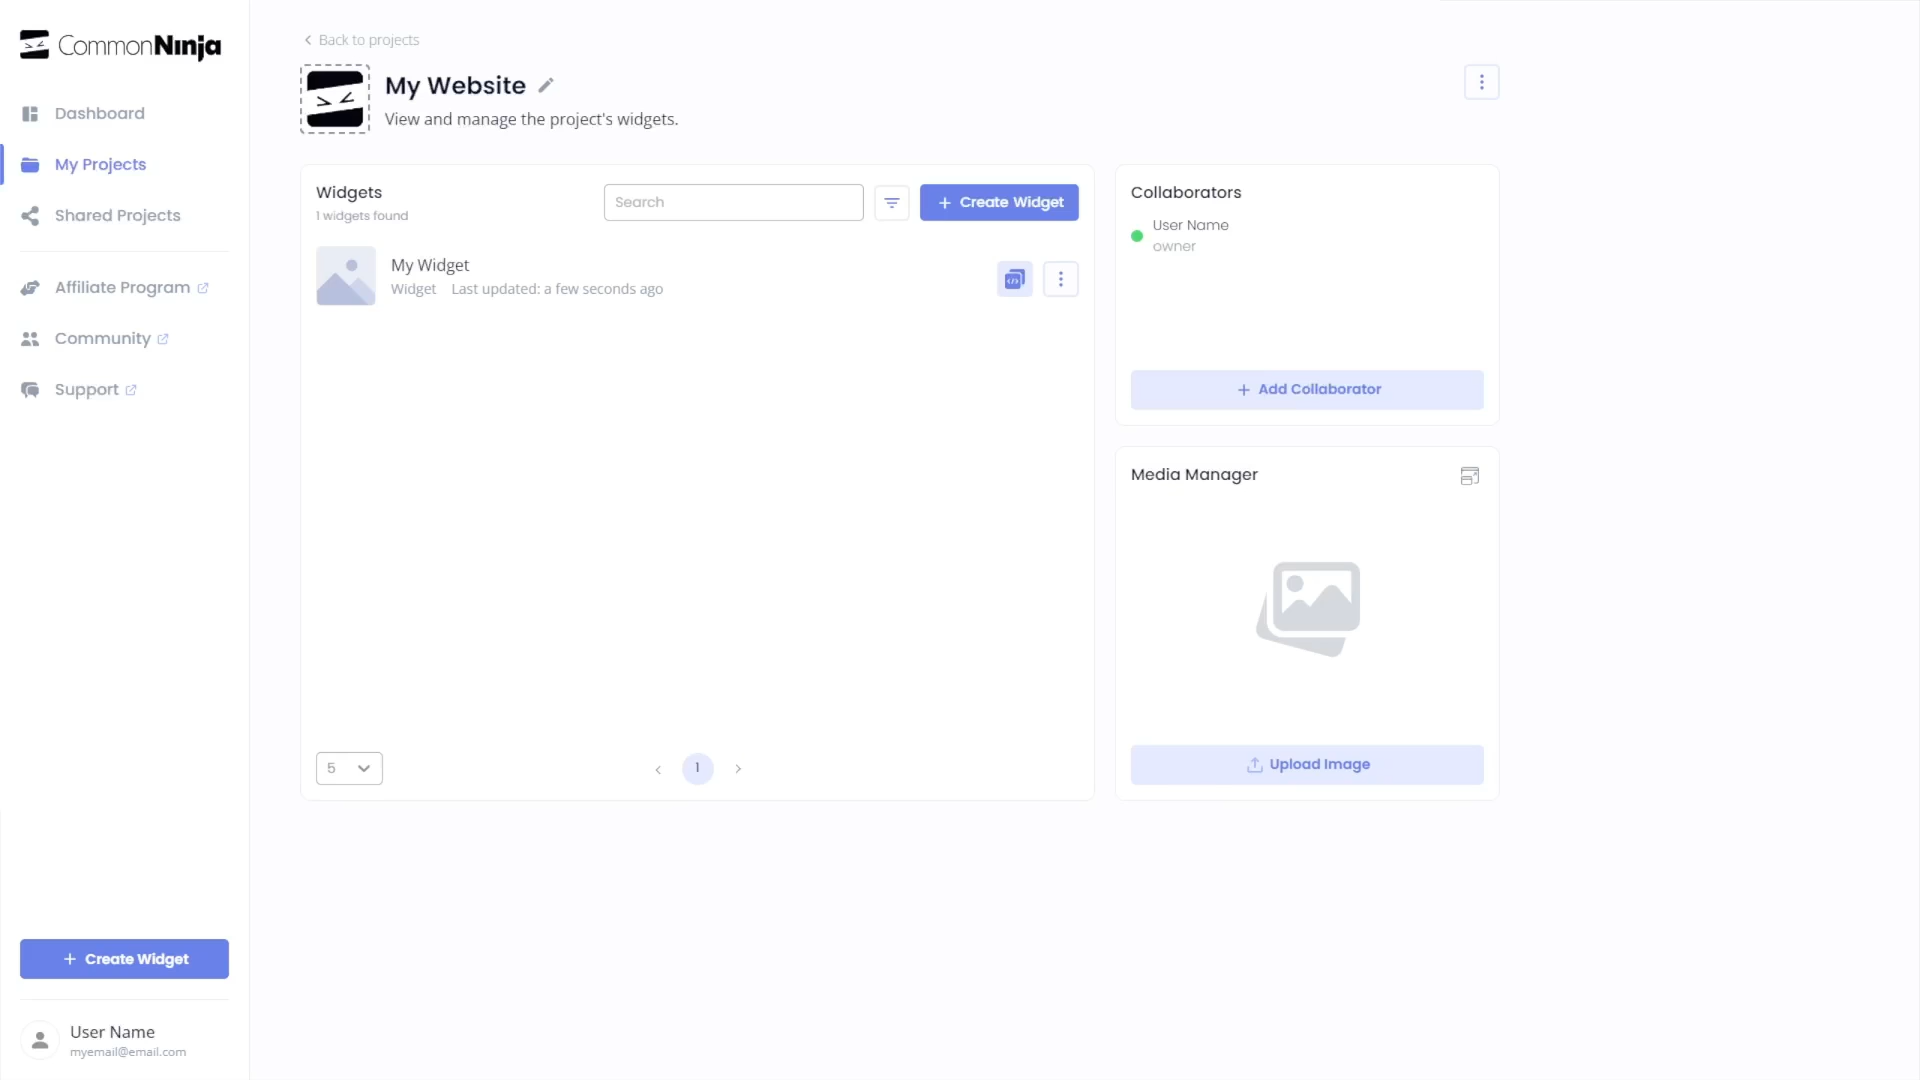 CommonNinja
Dashboard
My Projects
Shared Projects
Affiliate Program
Community
Support
Create Widget
User Name
myemail@email.com
Back to projects
My Website
View and manage the project's widgets.
Widgets
1 widgets found
Search
Create Widget
My Widget
Widget Last updated: a few seconds ago
5
1
Collaborators
User Name
owner
Add Collaborator
Media Manager
Upload Image